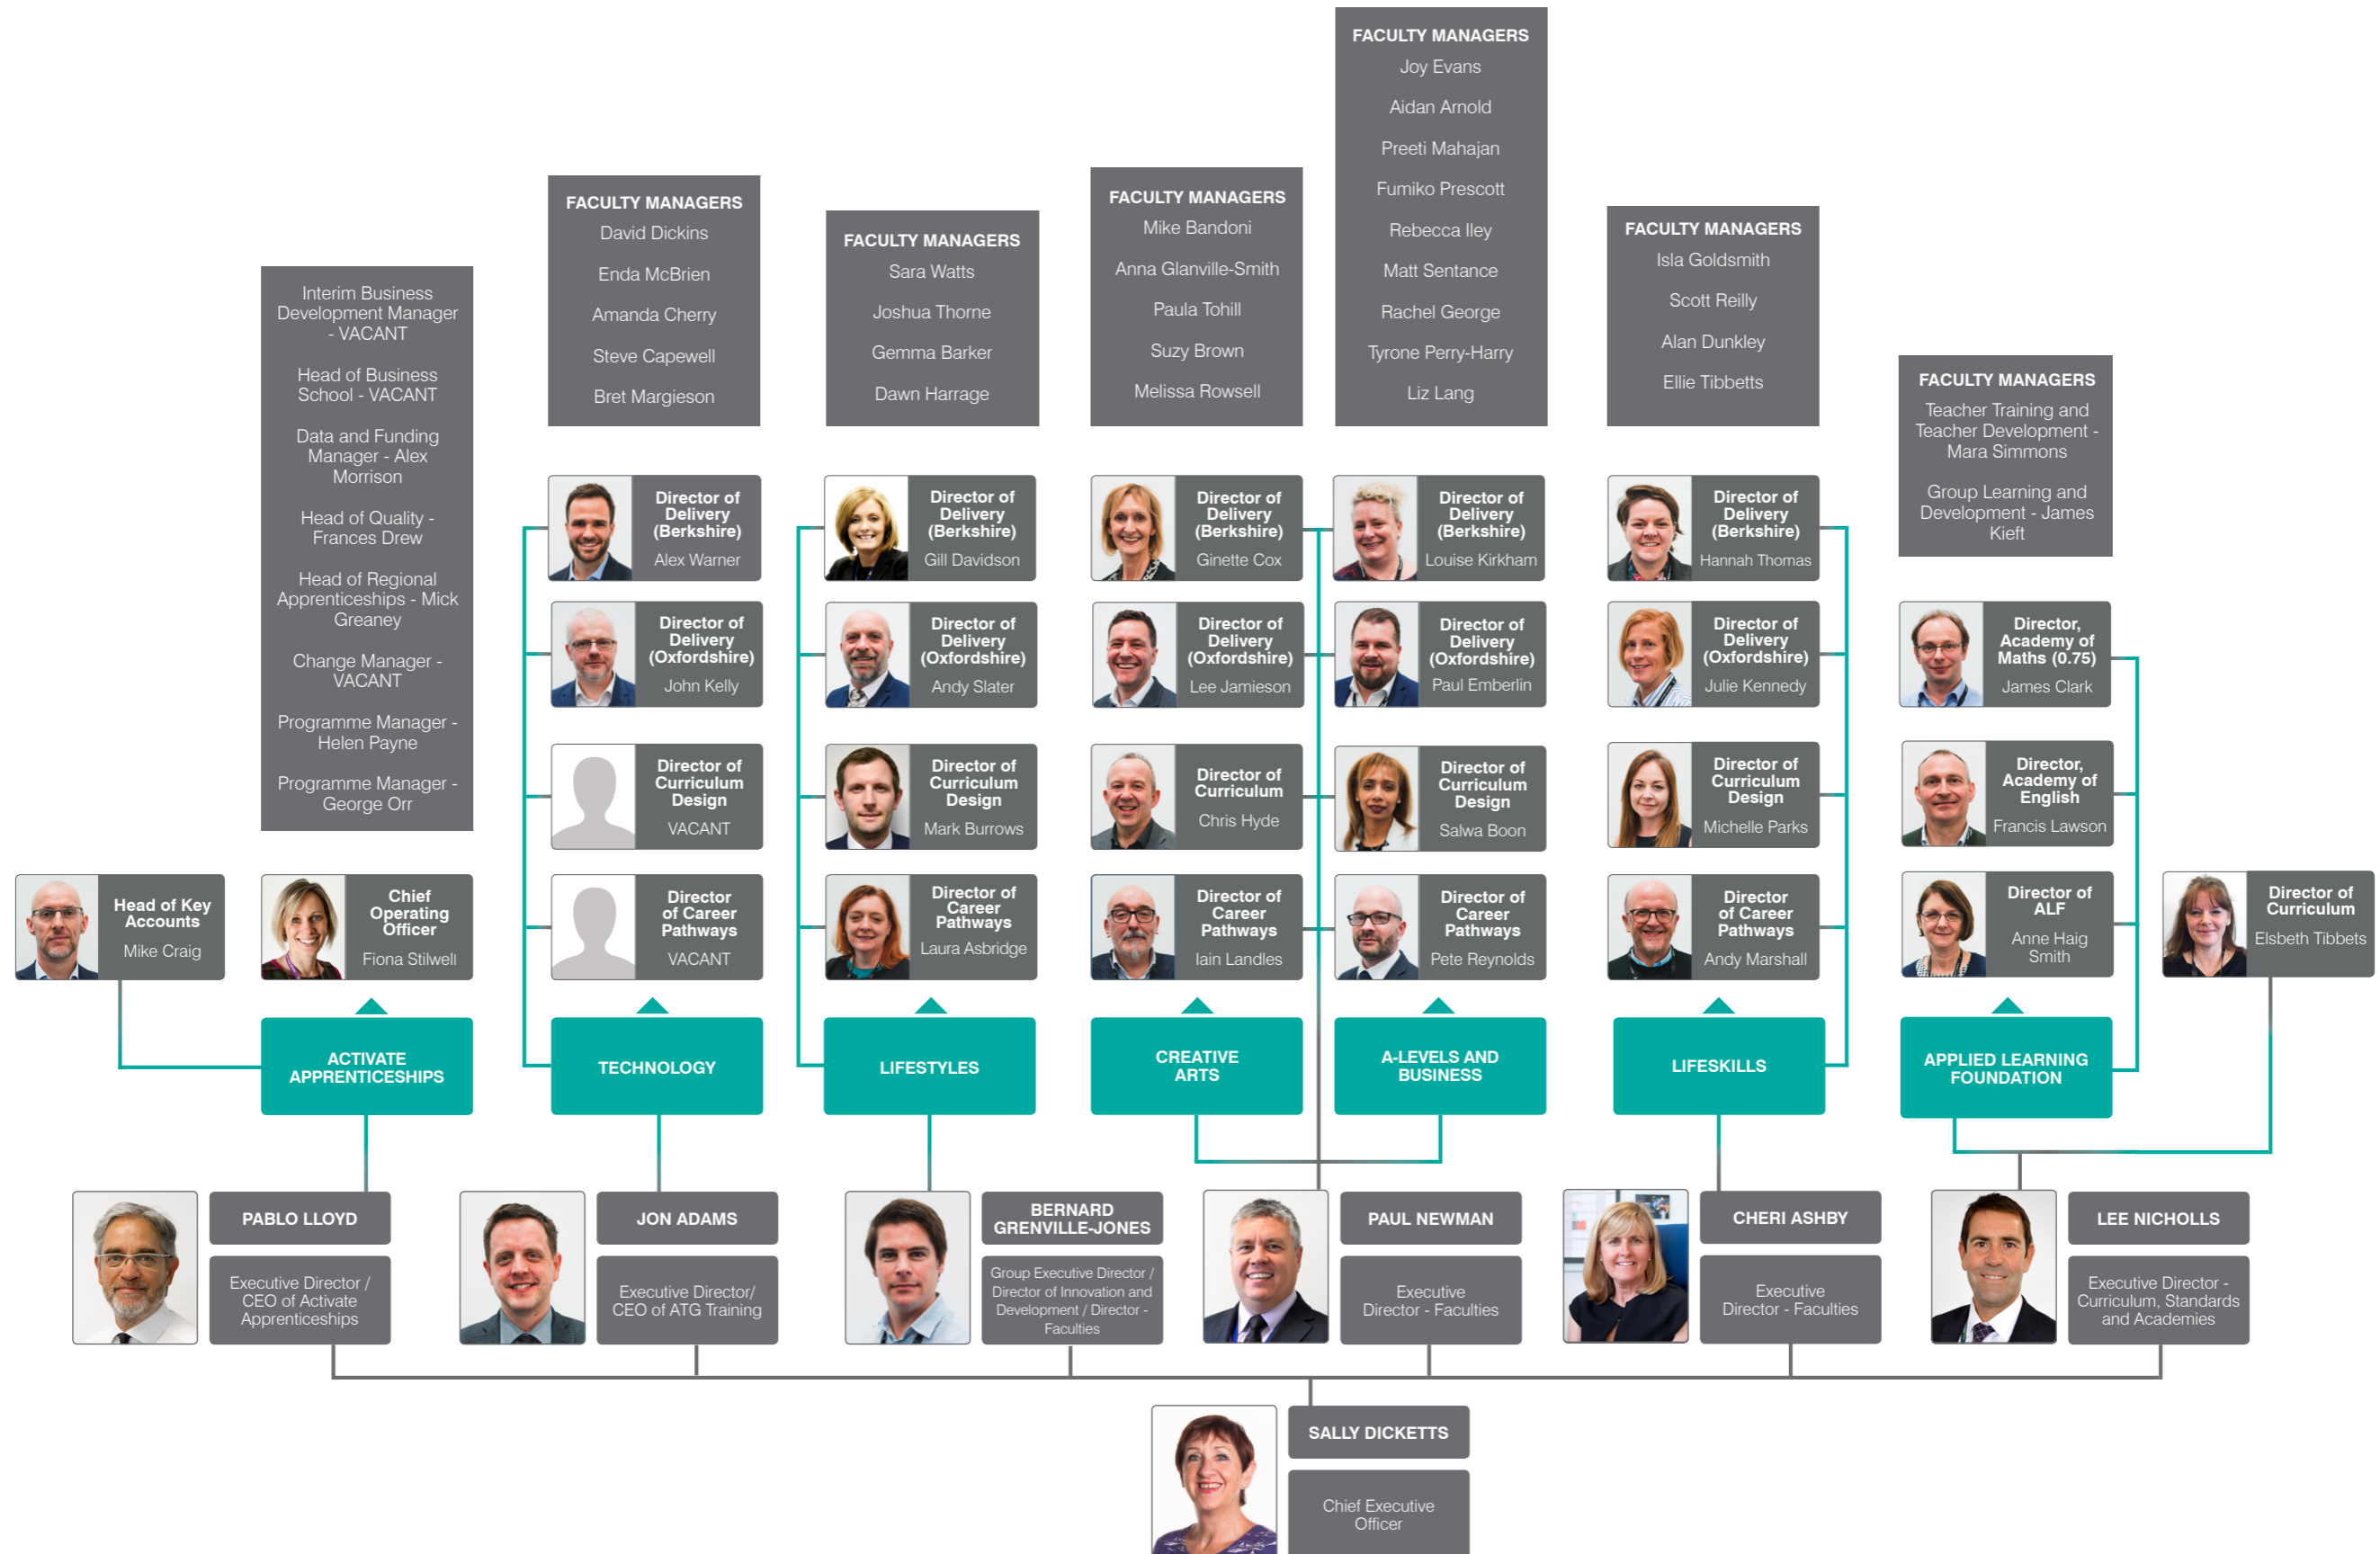 FACULTY MANAGERS
Joy Evans
Aidan Arnold
Preeti Mahajan
Fumiko Prescott
Rebecca Iley
Matt Sentance
Rachel George
Tyrone Perry-Harry
Liz Lang
FACULTY MANAGERS
David Dickins
Enda McBrien
Amanda Cherry
Steve Capewell
Bret Margieson
FACULTY MANAGERS
Sara Watts
Joshua Thorne
Gemma Barker
Dawn Harrage
FACULTY MANAGERS
Mike Bandoni
Anna Glanville-Smith
Paula Tohill
Suzy Brown
Melissa Rowsell
FACULTY MANAGERS
Isla Goldsmith
Scott Reilly
Alan Dunkley
Ellie Tibbetts
Interim Business
Development Manager
- VACANT
Head of Business
School - VACANT
Data and Funding
Manager - Alex
Morrison
Head of Quality -
Frances Drew
Head of Regional
Apprenticeships - Mick
Greaney
Change Manager -
VACANT
Programme Manager -
Helen Payne
Programme Manager -
George Orr
FACULTY MANAGERS
Teacher Training and
Teacher Development -
Mara Simmons
Group Learning and
Development - James
Kieft
Director of
Delivery
(Berkshire)
Alex Warner
Director of
Delivery
(Berkshire)
Gill Davidson
Director of
Delivery
(Berkshire)
Ginette Cox
Director of
Delivery
(Berkshire)
Louise Kirkham
Director of
Delivery
(Berkshire)
Hannah Thomas
Director of
Delivery
(Oxfordshire)
John Kelly
Director of
Delivery
(Oxfordshire)
Andy Slater
Director of
Delivery
(Oxfordshire)
Lee Jamieson
Director of
Delivery
(Oxfordshire)
Paul Emberlin
Director of
Delivery
(Oxfordshire)
Julie Kennedy
Director,
Academy of
Maths (0.75)
James Clark
Director of
Curriculum
Design
VACANT
Director of
Curriculum
Design
Mark Burrows
Director of
Curriculum
Chris Hyde
Director of
Curriculum
Design
Salwa Boon
Director of
Curriculum
Design
Michelle Parks
Director,
Academy of
English
Francis Lawson
Head of Key
Accounts
Mike Craig
Chief
Operating
Officer
Fiona Stilwell
Director
of Career
Pathways
VACANT
Director of
Career
Pathways
Laura Asbridge
Director of
Career
Pathways
Iain Landles
Director of
Career
Pathways
Pete Reynolds
Director
of Career
Pathways
Andy Marshall
Director of
ALF
Anne Haig
Smith
Director of
Curriculum
Elsbeth Tibbets
ACTIVATE
APPRENTICESHIPS
TECHNOLOGY
LIFESTYLES
CREATIVE
ARTS
A-LEVELS AND
BUSINESS
LIFESKILLS
APPLIED LEARNING
FOUNDATION
PABLO LLOYD
Executive Director /
CEO of Activate
Apprenticeships
JON ADAMS
Executive Director/
CEO of ATG Training
BERNARD
GRENVILLE-JONES
Group Executive Director /
Director of Innovation and
Development / Director -
Faculties
PAUL NEWMAN
Executive
Director - Faculties
CHERI ASHBY
Executive
Director - Faculties
LEE NICHOLLS
Executive Director -
Curriculum, Standards
and Academies
SALLY DICKETTS
Chief Executive
Officer